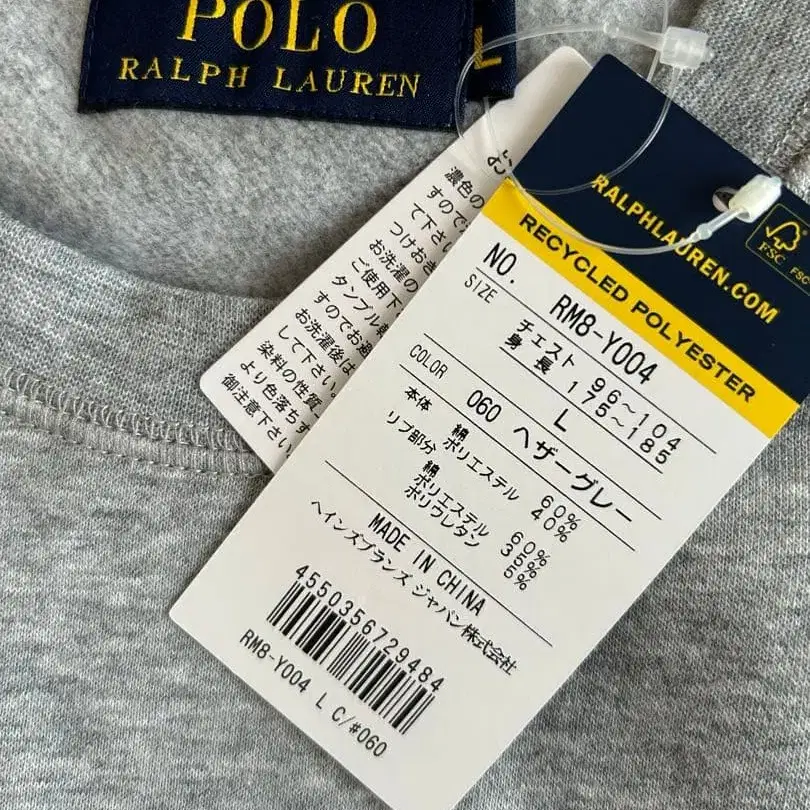 POLO
RALPH LAUREN
L
RALPHLAUREN.COM
FSC
FSC
RECYCLED POLYESTER
NO. RM8-Y004
SIZE
チェスト 96~104
身長 175~185
L
COLOR 060 ヘザーグレー
本体 綿 60%
ポリエステル 40%
リブ部分 綿 60%
ポリエステル 35%
ポリウレタン 5%
MADE IN CHINA
ヘインズブランズ ジャパン株式会社
4550356729484
RM8-Y004 L C/#060
お
濃色の
すので
て下さい
つけおき
お洗濯の
ご使用下
タンブル乾
すのでお避
お洗濯後は
して下さい。
染料の性質
より色落ち
御注意下さい